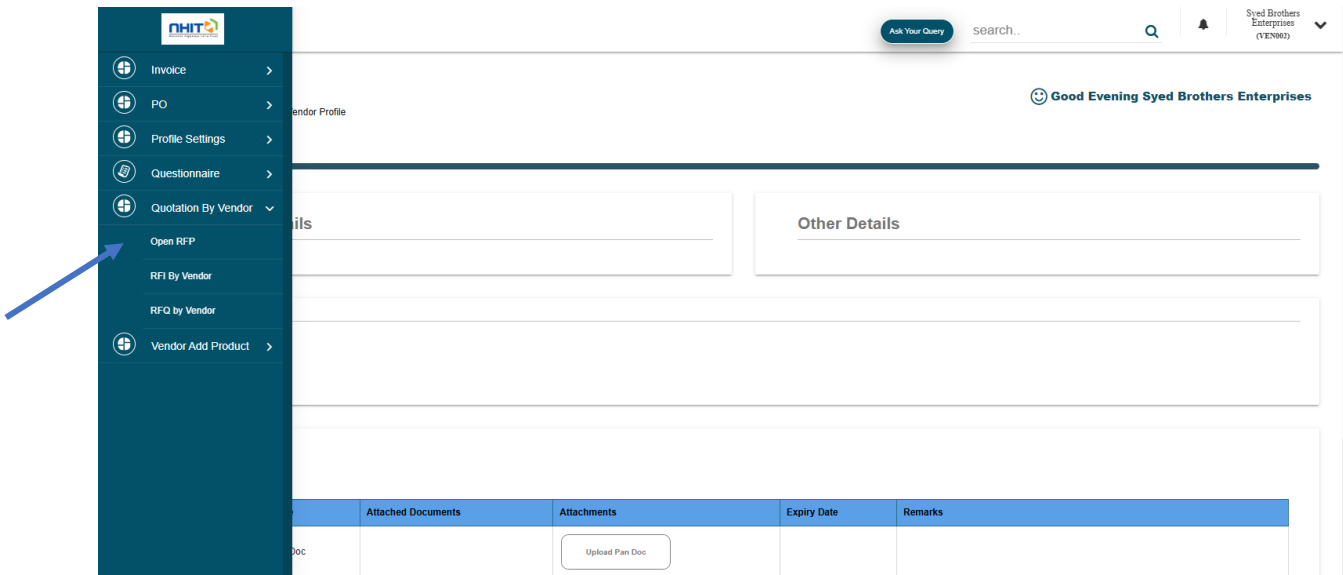 NHIT
Ask Your Query
search..
Syed Brothers
Enterprises
(VEN002)
Invoice
PO
Profile Settings
Questionnaire
Quotation By Vendor
Open RFP
RFI By Vendor
RFQ by Vendor
Vendor Add Product
endor Profile
Good Evening Syed Brothers Enterprises
ils
Other Details
Attached Documents
Attachments
Expiry Date
Remarks
Doc
Upload Pan Doc